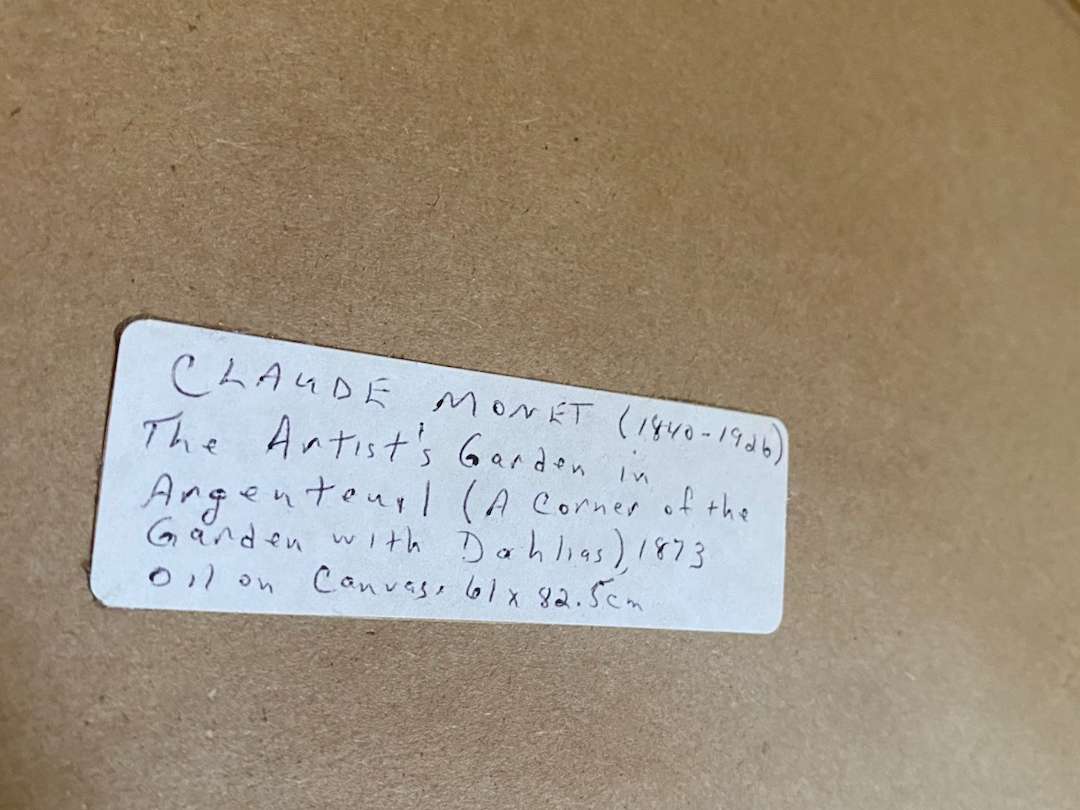 CLAUDE MONET (1840-1926)
The Artist's Garden in
Argenteuil (A Corner of the
Garden with Dahlias), 1873
Oil on Canvas, 61 x 82.5cm